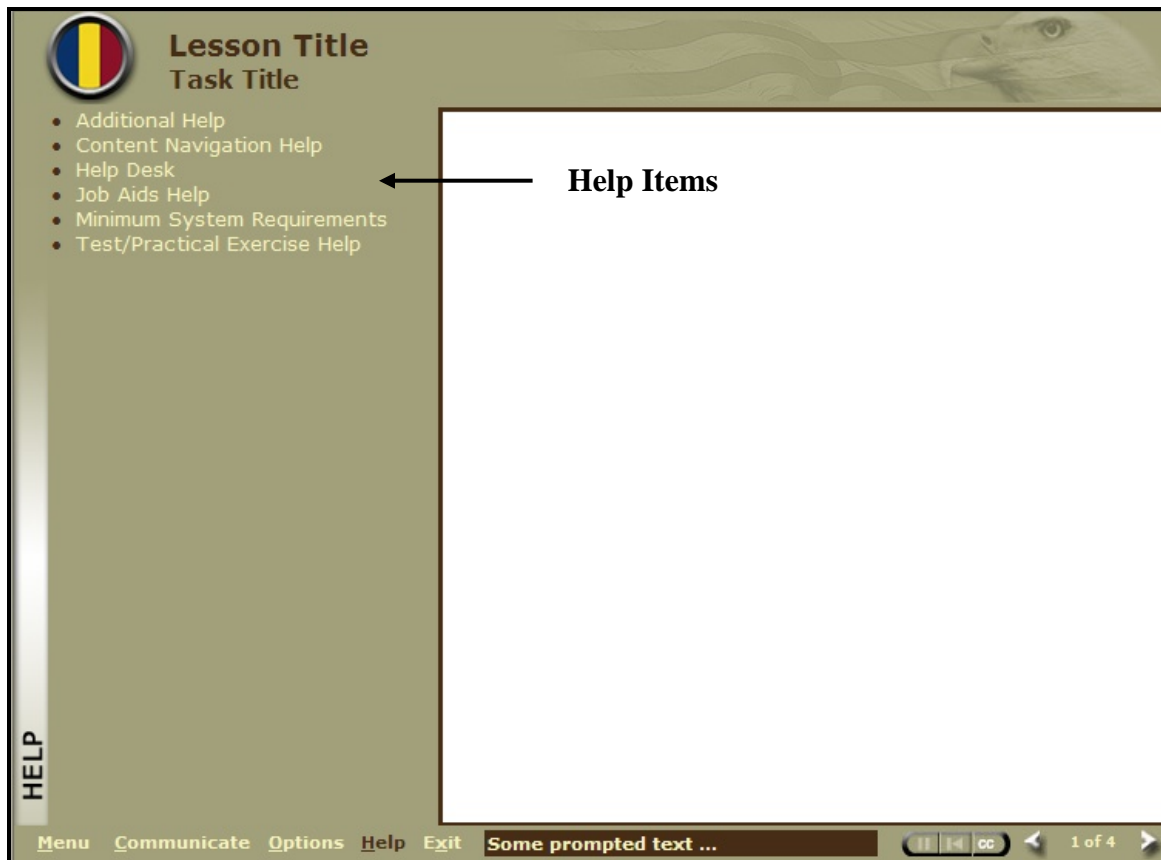 Lesson Title
Task Title
• Additional Help
• Content Navigation Help
• Help Desk
• Job Aids Help
• Minimum System Requirements
• Test/Practical Exercise Help
Help Items
HELP
Menu Communicate Options Help Exit Some prompted text ... cc 1 of 4